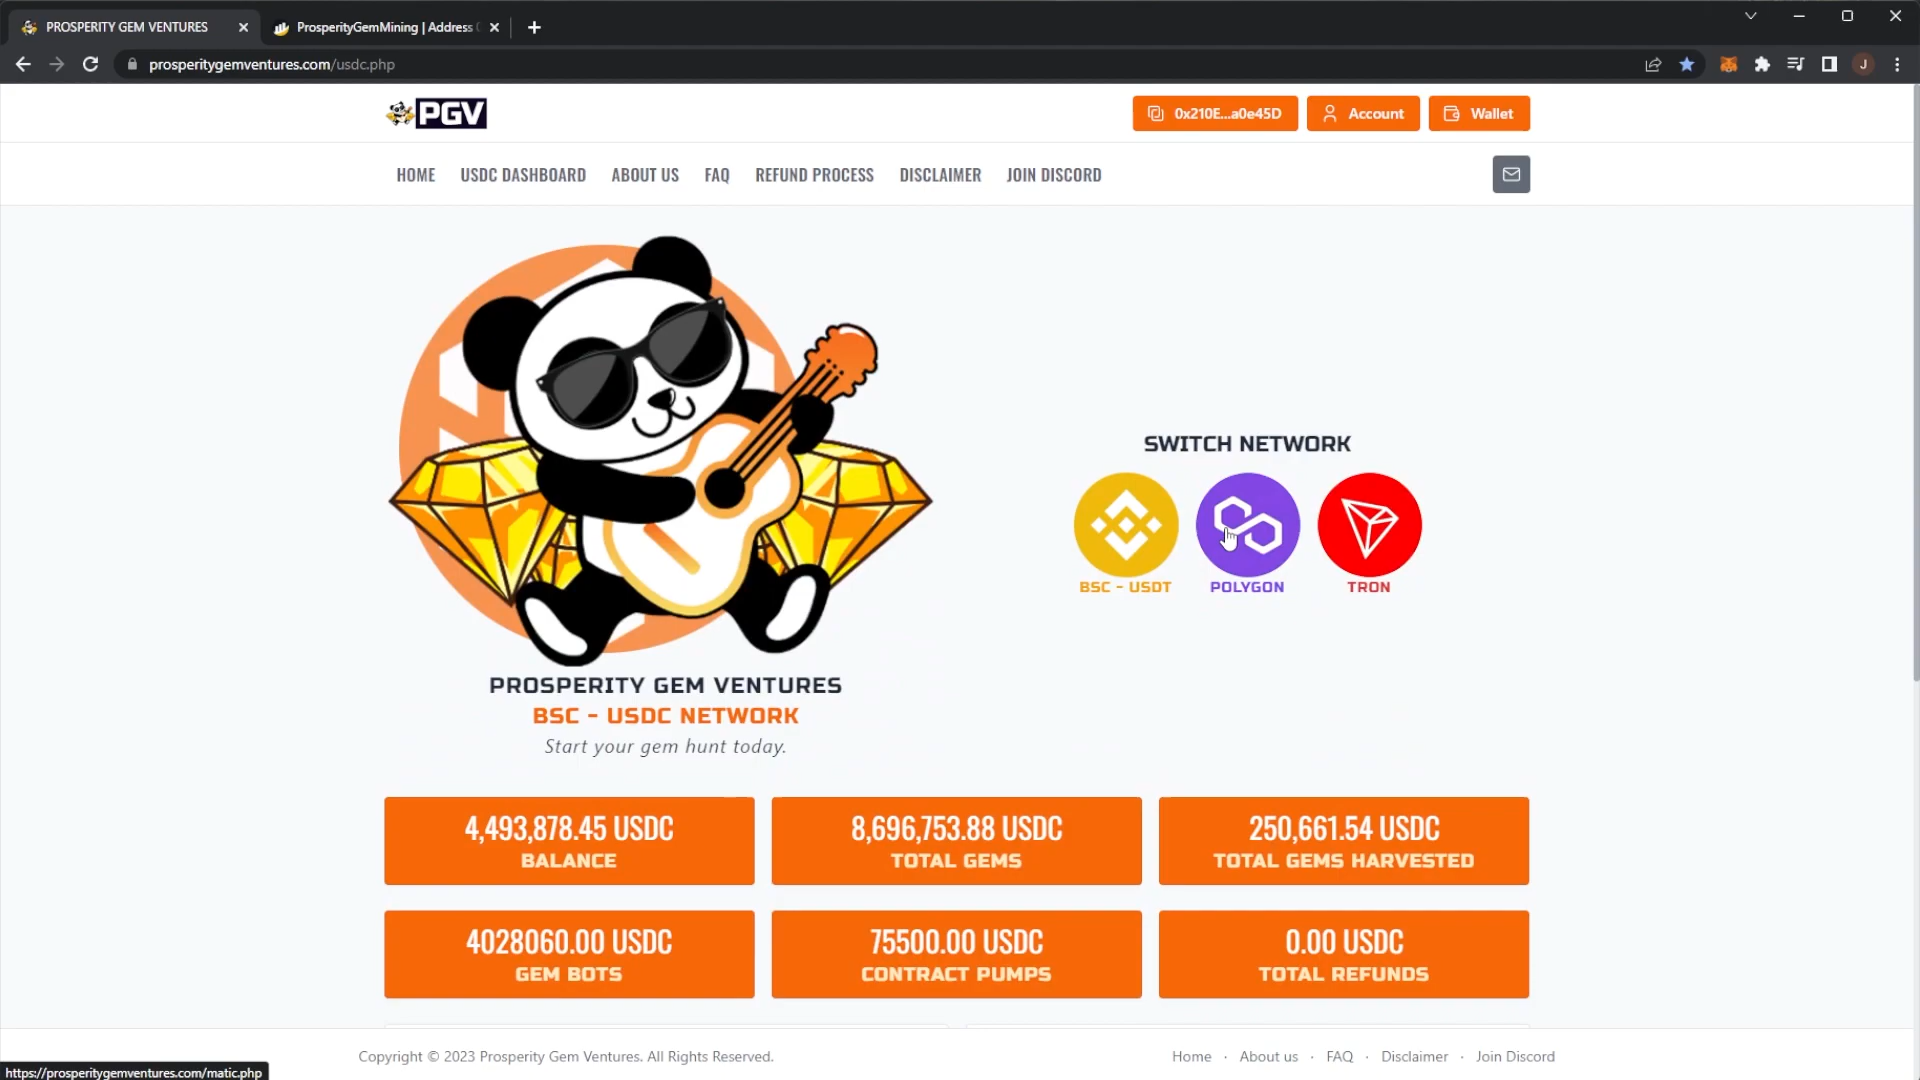 PROSPERITY GEM VENTURES
ProsperityGemMining | Address
prosperitygemventures.com/usdc.php
J
PGV
0x210E...a0e45D
Account
Wallet
HOME
USDC DASHBOARD
ABOUT US
FAQ
REFUND PROCESS
DISCLAIMER
JOIN DISCORD
SWITCH NETWORK
BSC - USDT
POLYGON
TRON
PROSPERITY GEM VENTURES
BSC - USDC NETWORK
Start your gem hunt today.
4,493,878.45 USDC
BALANCE
8,696,753.88 USDC
TOTAL GEMS
250,661.54 USDC
TOTAL GEMS HARVESTED
4028060.00 USDC
GEM BOTS
75500.00 USDC
CONTRACT PUMPS
0.00 USDC
TOTAL REFUNDS
Copyright © 2023 Prosperity Gem Ventures. All Rights Reserved.
Home · About us · FAQ · Disclaimer · Join Discord
https://prosperitygemventures.com/matic.php